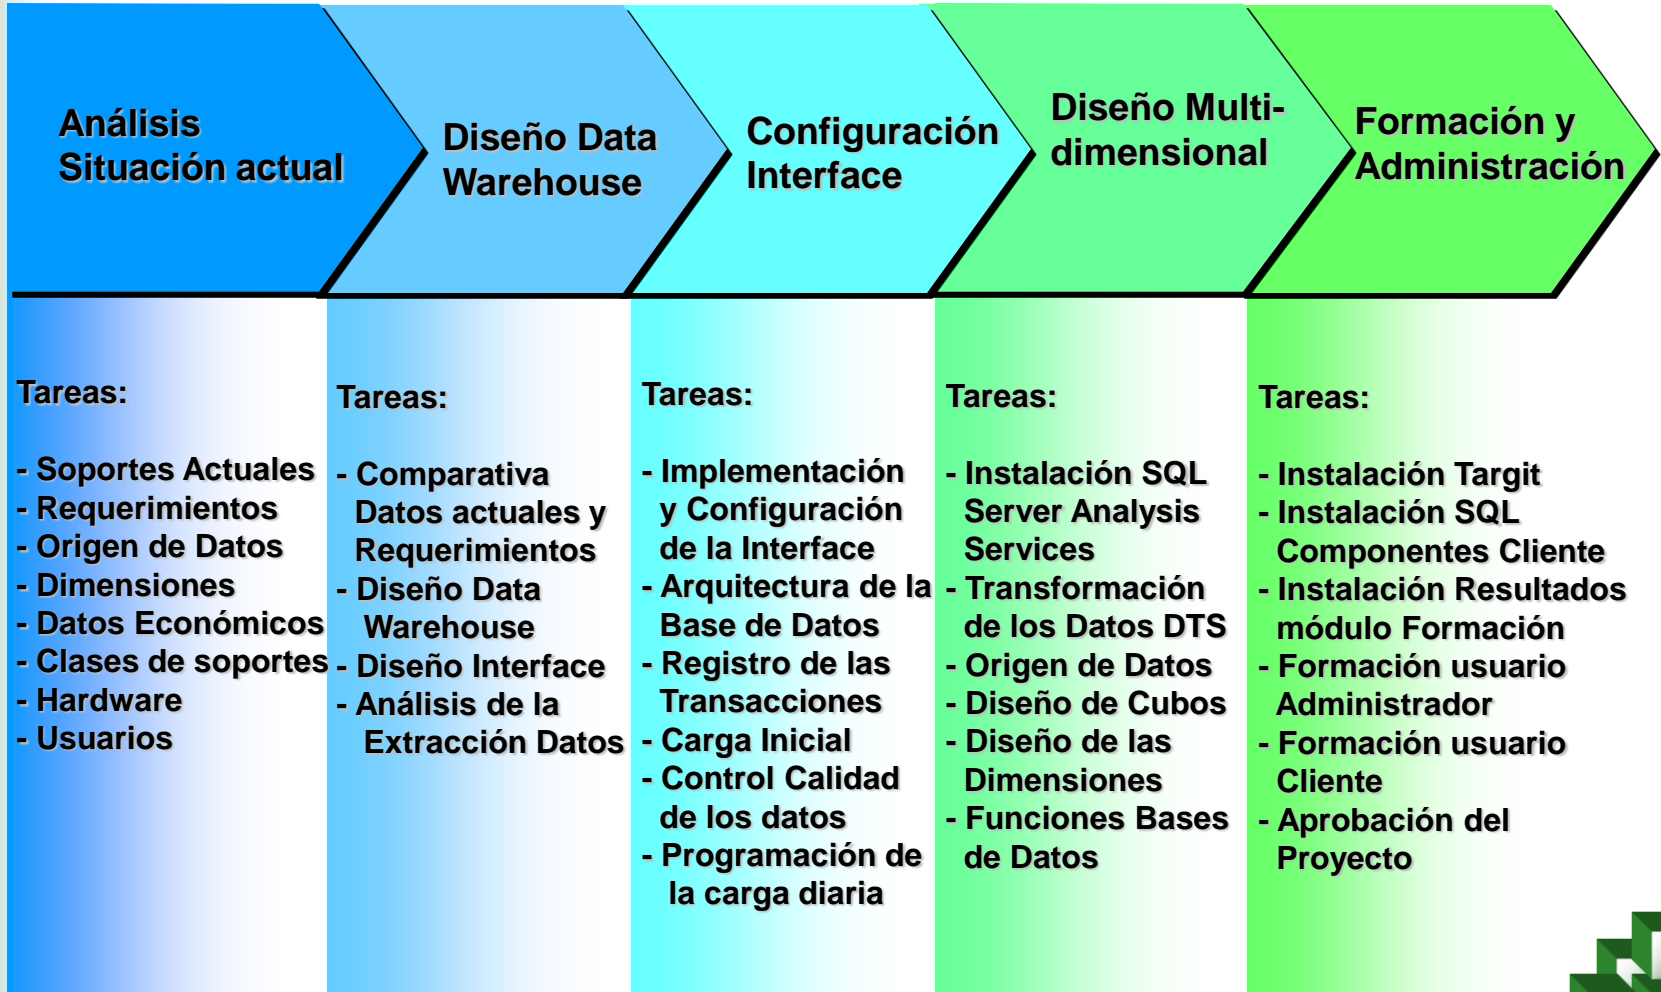 Análisis
Situación actual
Diseño Data
Warehouse
Configuración
Interface
Diseño Multi-
dimensional
Formación y
Administración
Tareas:
- Soportes Actuales
- Requerimientos
- Origen de Datos
- Dimensiones
- Datos Económicos
- Clases de soportes
- Hardware
- Usuarios
Tareas:
- Comparativa
Datos actuales y
Requerimientos
- Diseño Data
Warehouse
- Diseño Interface
- Análisis de la
Extracción Datos
Tareas:
- Implementación
y Configuración
de la Interface
- Arquitectura de la
Base de Datos
- Registro de las
Transacciones
- Carga Inicial
- Control Calidad
de los datos
- Programación de
la carga diaria
Tareas:
- Instalación SQL
Server Analysis
Services
- Transformación
de los Datos DTS
- Origen de Datos
- Diseño de Cubos
- Diseño de las
Dimensiones
- Funciones Bases
de Datos
Tareas:
- Instalación Targit
- Instalación SQL
Componentes Cliente
- Instalación Resultados
módulo Formación
- Formación usuario
Administrador
- Formación usuario
Cliente
- Aprobación del
Proyecto